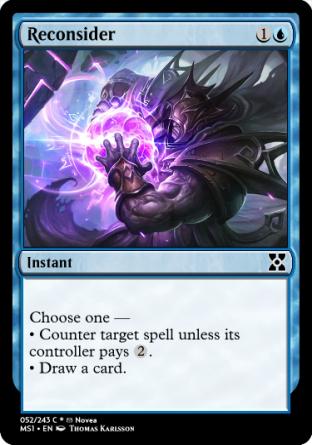 Reconsider 1
Instant
Choose one —
• Counter target spell unless its
controller pays 2.
• Draw a card.
052/243 C * Novea
MS1 • EN Thomas Karlsson